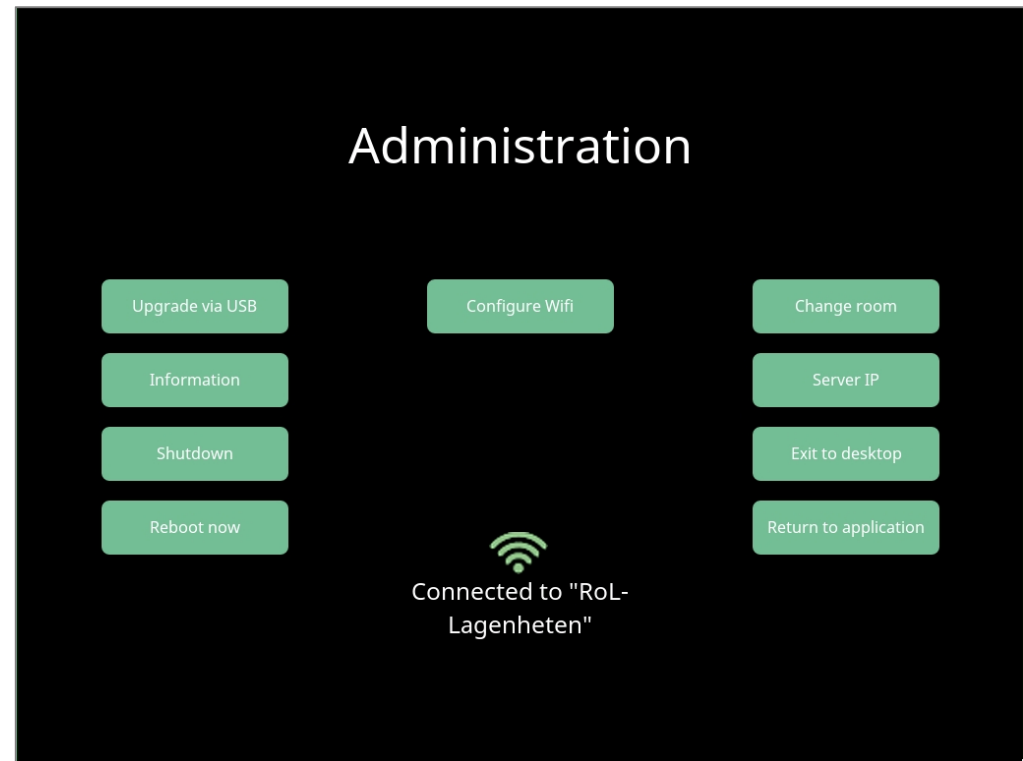 Administration
Upgrade via USB
Configure Wifi
Change room
Information
Server IP
Shutdown
Exit to desktop
Reboot now
Return to application
Connected to "RoL-
Lagenheten"